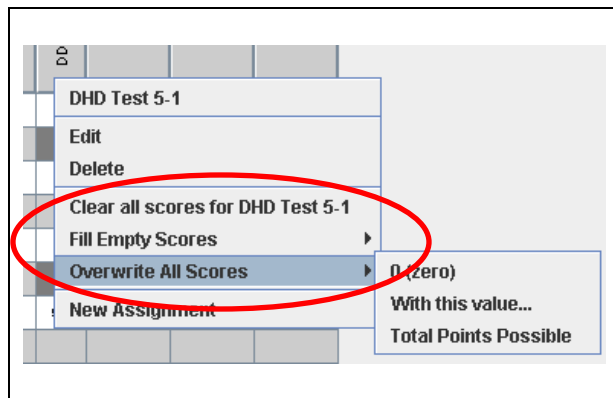 DD
DHD Test 5-1
Edit
Delete
Clear all scores for DHD Test 5-1
Fill Empty Scores
Overwrite All Scores
0 (zero)
New Assignment
With this value...
Total Points Possible